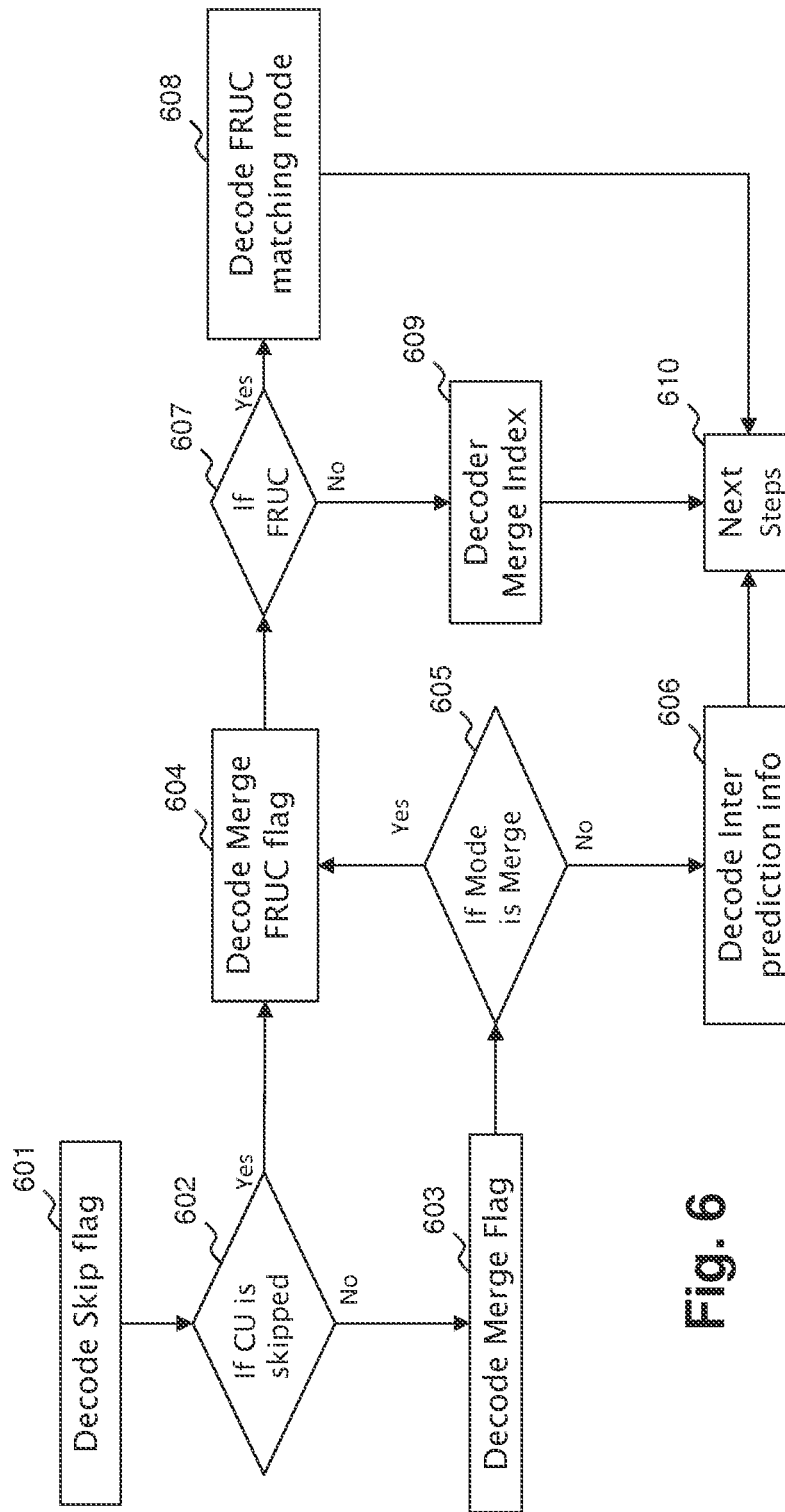 601
Decode Skip flag
602
If CU is
skipped
Yes
No
603
Decode Merge Flag
604
Decode Merge
FRUC flag
605
If Mode
is Merge
Yes
No
606
Decode Inter
prediction info
607
If
FRUC
Yes
No
608
Decode FRUC
matching mode
609
Decoder
Merge Index
610
Next
Steps
Fig. 6